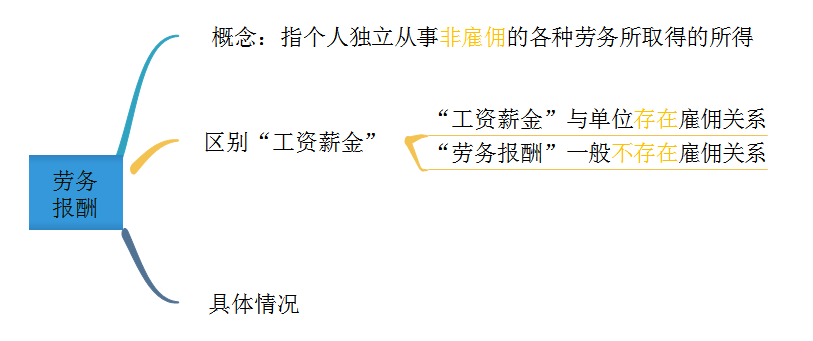 概念：指个人独立从事非雇佣的各种劳务所取得的所得
区别“工资薪金”
“工资薪金”与单位存在雇佣关系
“劳务报酬”一般不存在雇佣关系
劳务
报酬
具体情况